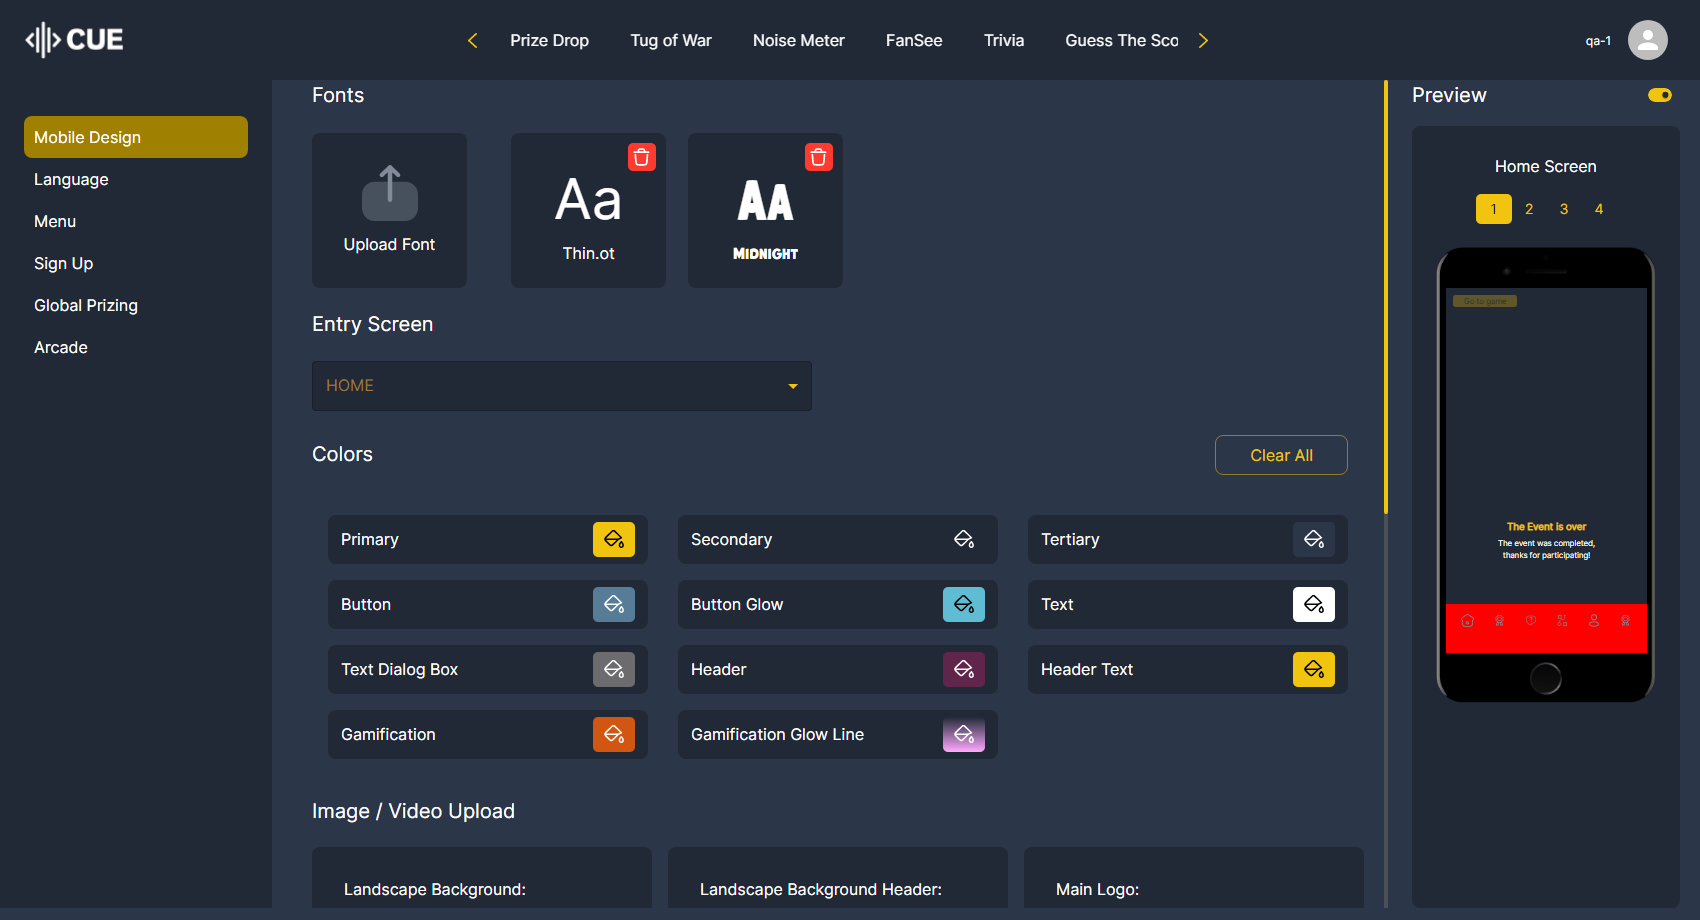 CUE
Prize Drop
Tug of War
Noise Meter
FanSee
Trivia
Guess The Sco
qa-1
Mobile Design
Language
Menu
Sign Up
Global Prizing
Arcade
Fonts
Upload Font
Aa
Thin.ot
AA
MIDNIGHT
Entry Screen
HOME
Colors
Clear All
Primary
Secondary
Tertiary
Button
Button Glow
Text
Text Dialog Box
Header
Header Text
Gamification
Gamification Glow Line
Image / Video Upload
Landscape Background:
Landscape Background Header:
Main Logo:
Preview
Home Screen
1 2 3 4
Go to game
The Event is over
The event was completed,
thanks for participating!